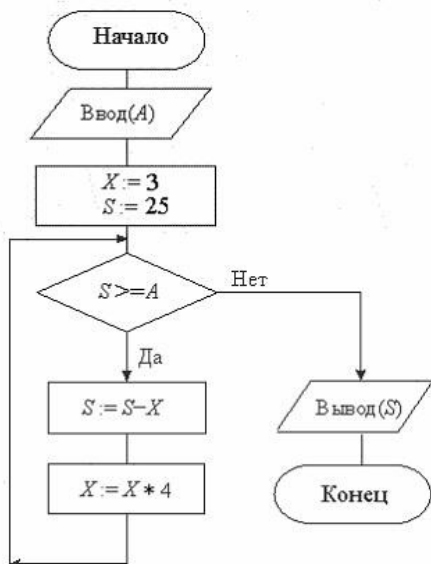 Начало
Ввод(A)
X := 3
S := 25
S >= A
Нет
Да
S := S − X
Вывод(S)
X := X * 4
Конец